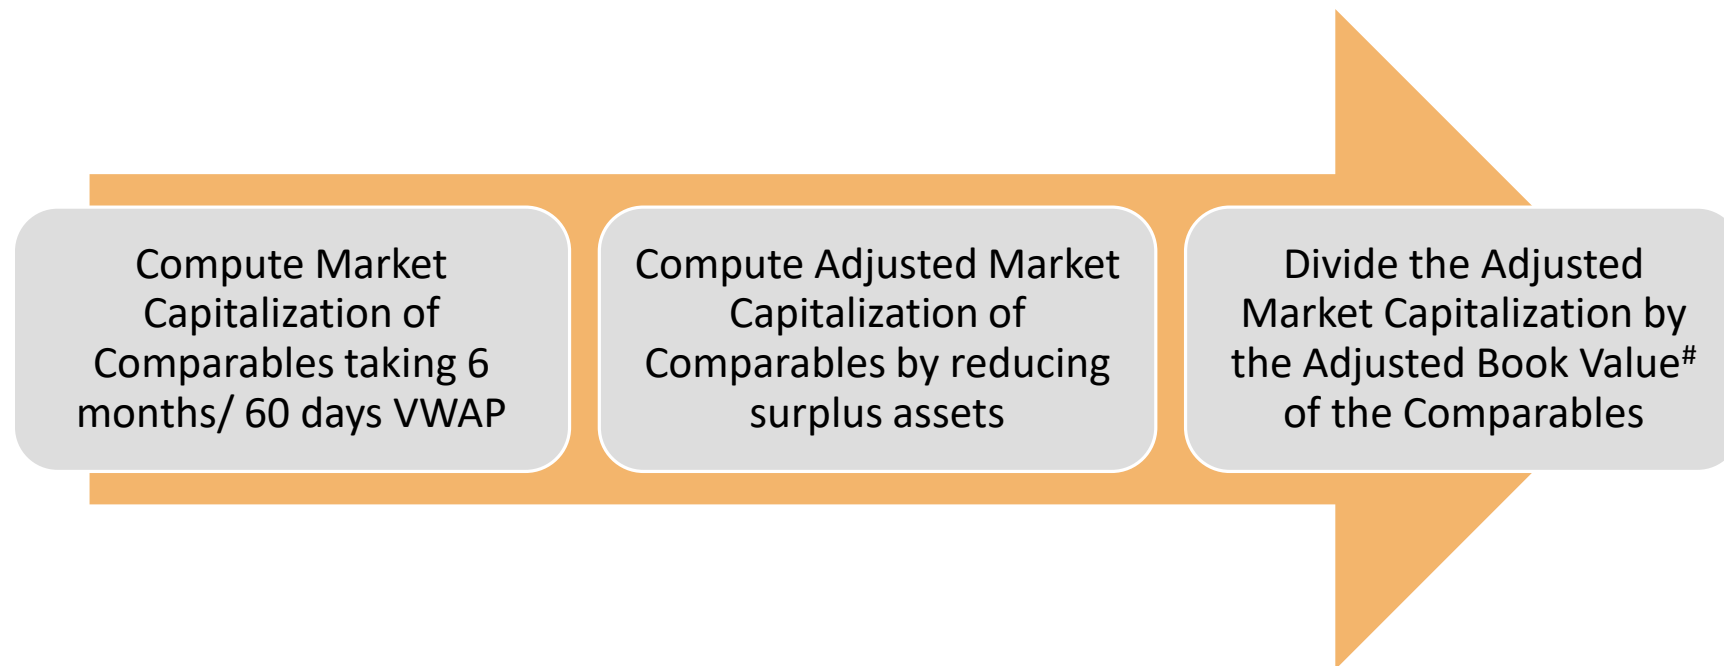 Compute Market
Capitalization of
Comparables taking 6
months/ 60 days VWAP
Compute Adjusted Market
Capitalization of
Comparables by reducing
surplus assets
Divide the Adjusted
Market Capitalization by
the Adjusted Book Value#
of the Comparables